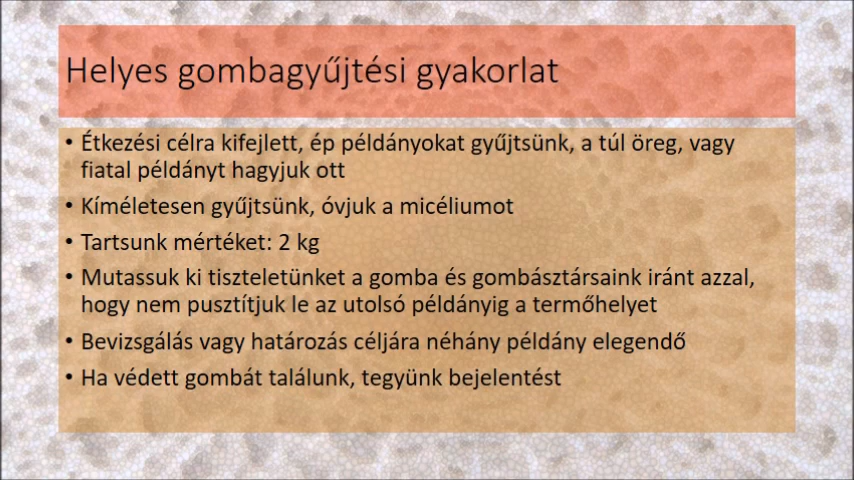 Helyes gombagyűjtési gyakorlat
• Étkezési célra kifejlett, ép példányokat gyűjtsünk, a túl öreg, vagy
fiatal példányt hagyjuk ott
• Kíméletesen gyűjtsünk, óvjuk a micéliumot
• Tartsunk mértéket: 2 kg
• Mutassuk ki tiszteletünket a gomba és gombásztársaink iránt azzal,
hogy nem pusztítjuk le az utolsó példányig a termőhelyet
• Bevizsgálás vagy határozás céljára néhány példány elegendő
• Ha védett gombát találunk, tegyünk bejelentést